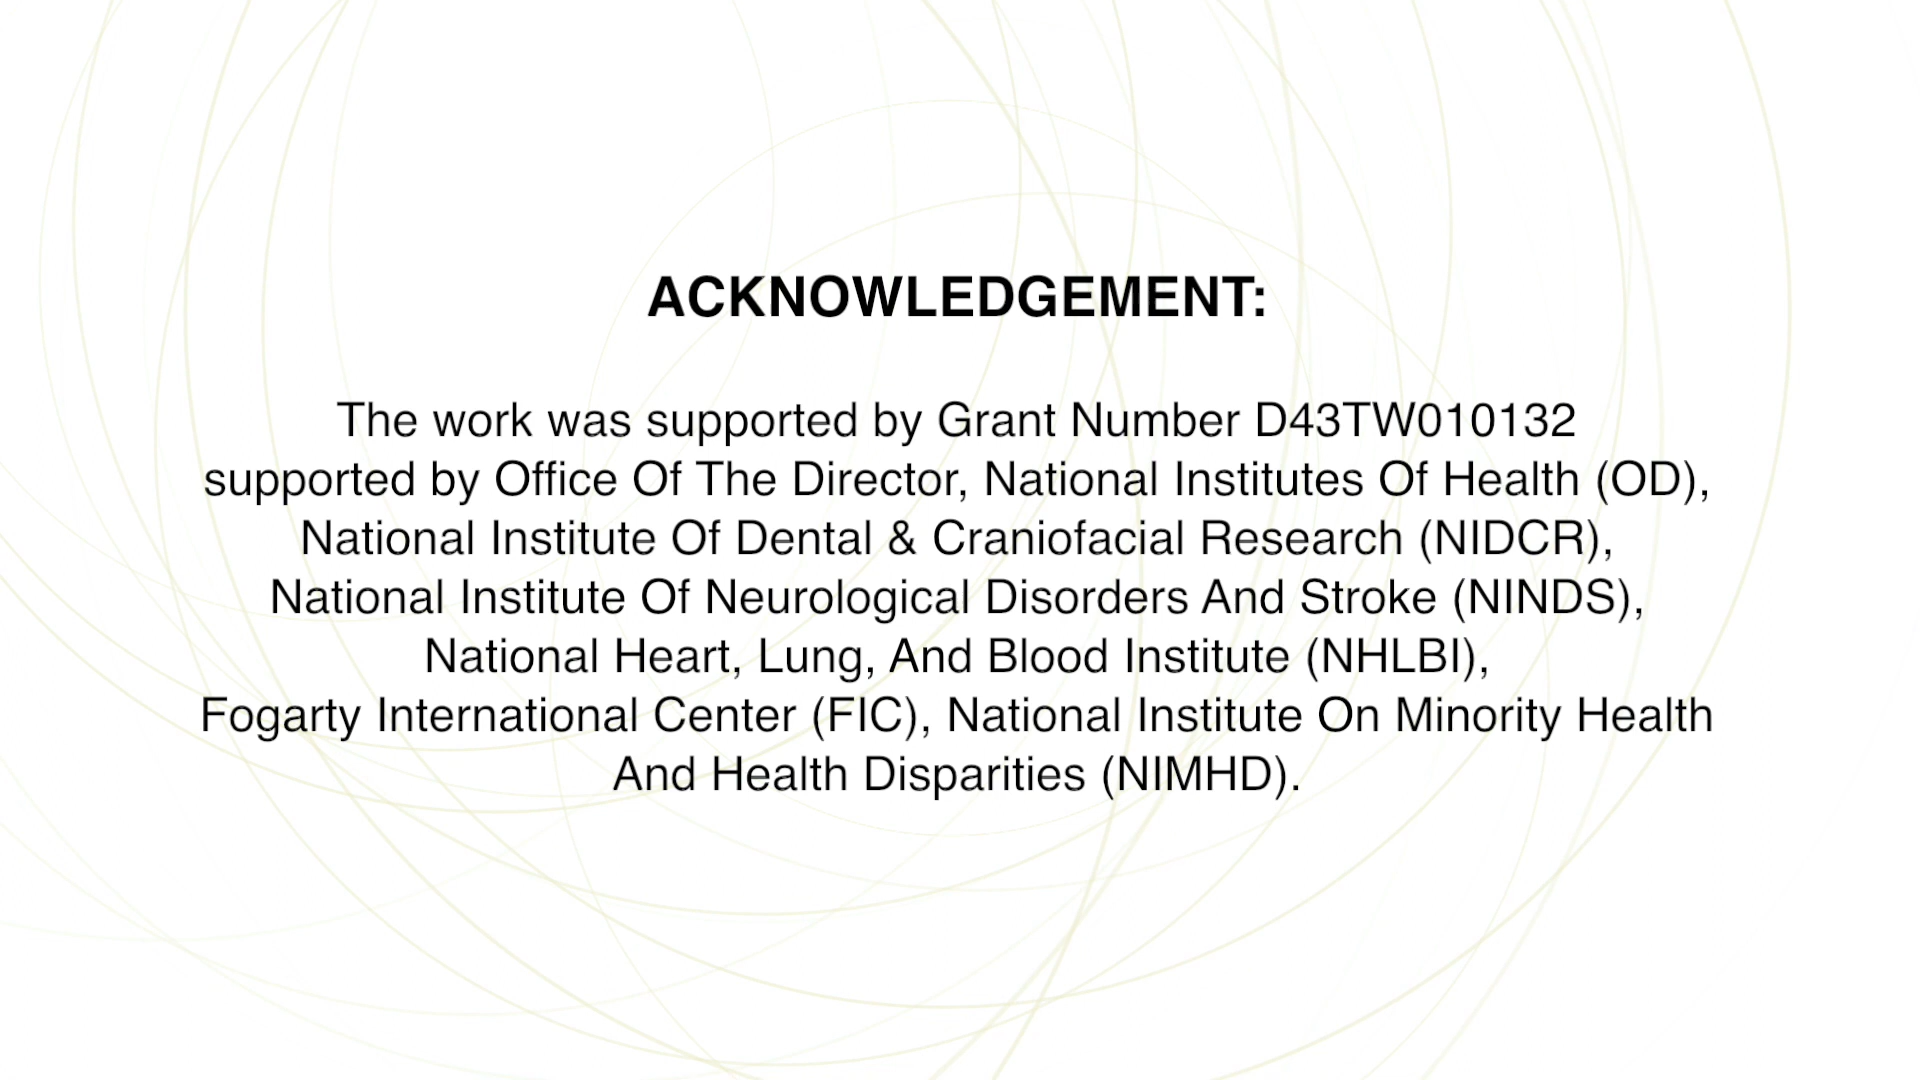 ACKNOWLEDGEMENT:
The work was supported by Grant Number D43TW010132
supported by Office Of The Director, National Institutes Of Health (OD),
National Institute Of Dental & Craniofacial Research (NIDCR),
National Institute Of Neurological Disorders And Stroke (NINDS),
National Heart, Lung, And Blood Institute (NHLBI),
Fogarty International Center (FIC), National Institute On Minority Health
And Health Disparities (NIMHD).